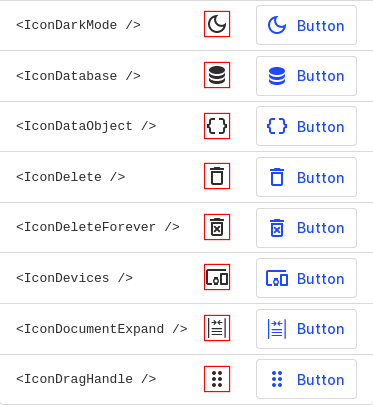 <IconDarkMode /> Button
<IconDatabase /> Button
<IconDataObject /> Button
<IconDelete /> Button
<IconDeleteForever /> Button
<IconDevices /> Button
<IconDocumentExpand /> Button
<IconDragHandle /> Button